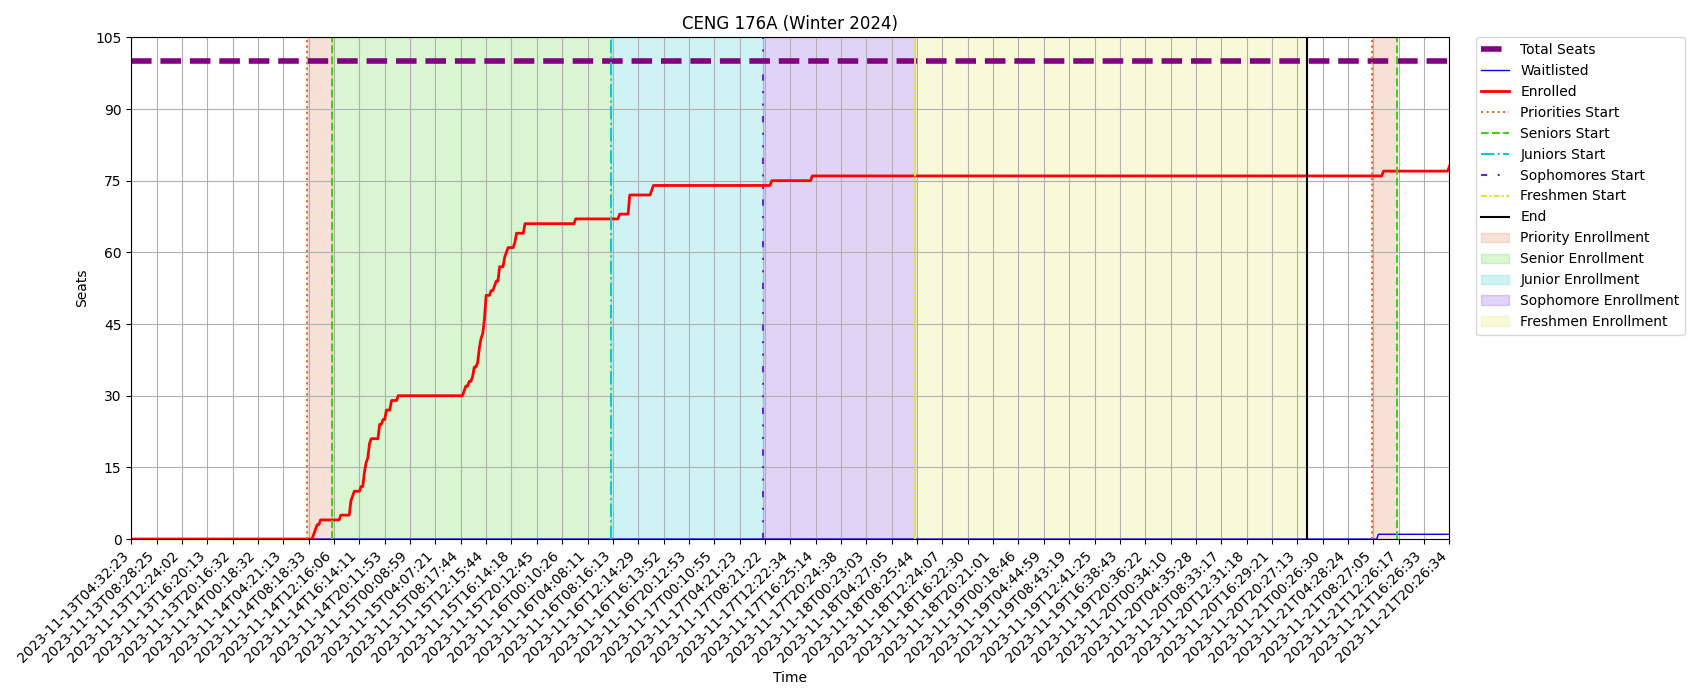 CENG 176A (Winter 2024)
105
90
75
60
45
30
15
0
Seats
2023-11-13T04:32:23
2023-11-13T08:28:25
2023-11-13T12:24:02
2023-11-13T16:20:13
2023-11-13T20:16:32
2023-11-14T00:18:32
2023-11-14T04:21:13
2023-11-14T08:18:33
2023-11-14T12:16:06
2023-11-14T16:14:11
2023-11-14T20:11:53
2023-11-15T00:08:59
2023-11-15T04:07:21
2023-11-15T08:17:44
2023-11-15T12:15:44
2023-11-15T16:14:18
2023-11-15T20:12:45
2023-11-16T00:10:26
2023-11-16T04:08:11
2023-11-16T08:16:13
2023-11-16T12:14:29
2023-11-16T16:13:52
2023-11-16T20:12:53
2023-11-17T00:10:55
2023-11-17T04:21:23
2023-11-17T08:21:22
2023-11-17T12:22:34
2023-11-17T16:25:14
2023-11-17T20:24:38
2023-11-18T00:23:03
2023-11-18T04:27:05
2023-11-18T08:25:44
2023-11-18T12:24:07
2023-11-18T16:22:30
2023-11-18T20:21:01
2023-11-19T00:18:46
2023-11-19T04:44:59
2023-11-19T08:43:19
2023-11-19T12:41:25
2023-11-19T16:38:43
2023-11-19T20:36:22
2023-11-20T00:34:10
2023-11-20T04:35:28
2023-11-20T08:33:17
2023-11-20T12:31:18
2023-11-20T16:29:21
2023-11-20T20:27:13
2023-11-21T00:26:30
2023-11-21T04:28:24
2023-11-21T08:27:05
2023-11-21T12:26:17
2023-11-21T16:26:33
2023-11-21T20:26:34
Time
Total Seats
Waitlisted
Enrolled
Priorities Start
Seniors Start
Juniors Start
Sophomores Start
Freshmen Start
End
Priority Enrollment
Senior Enrollment
Junior Enrollment
Sophomore Enrollment
Freshmen Enrollment